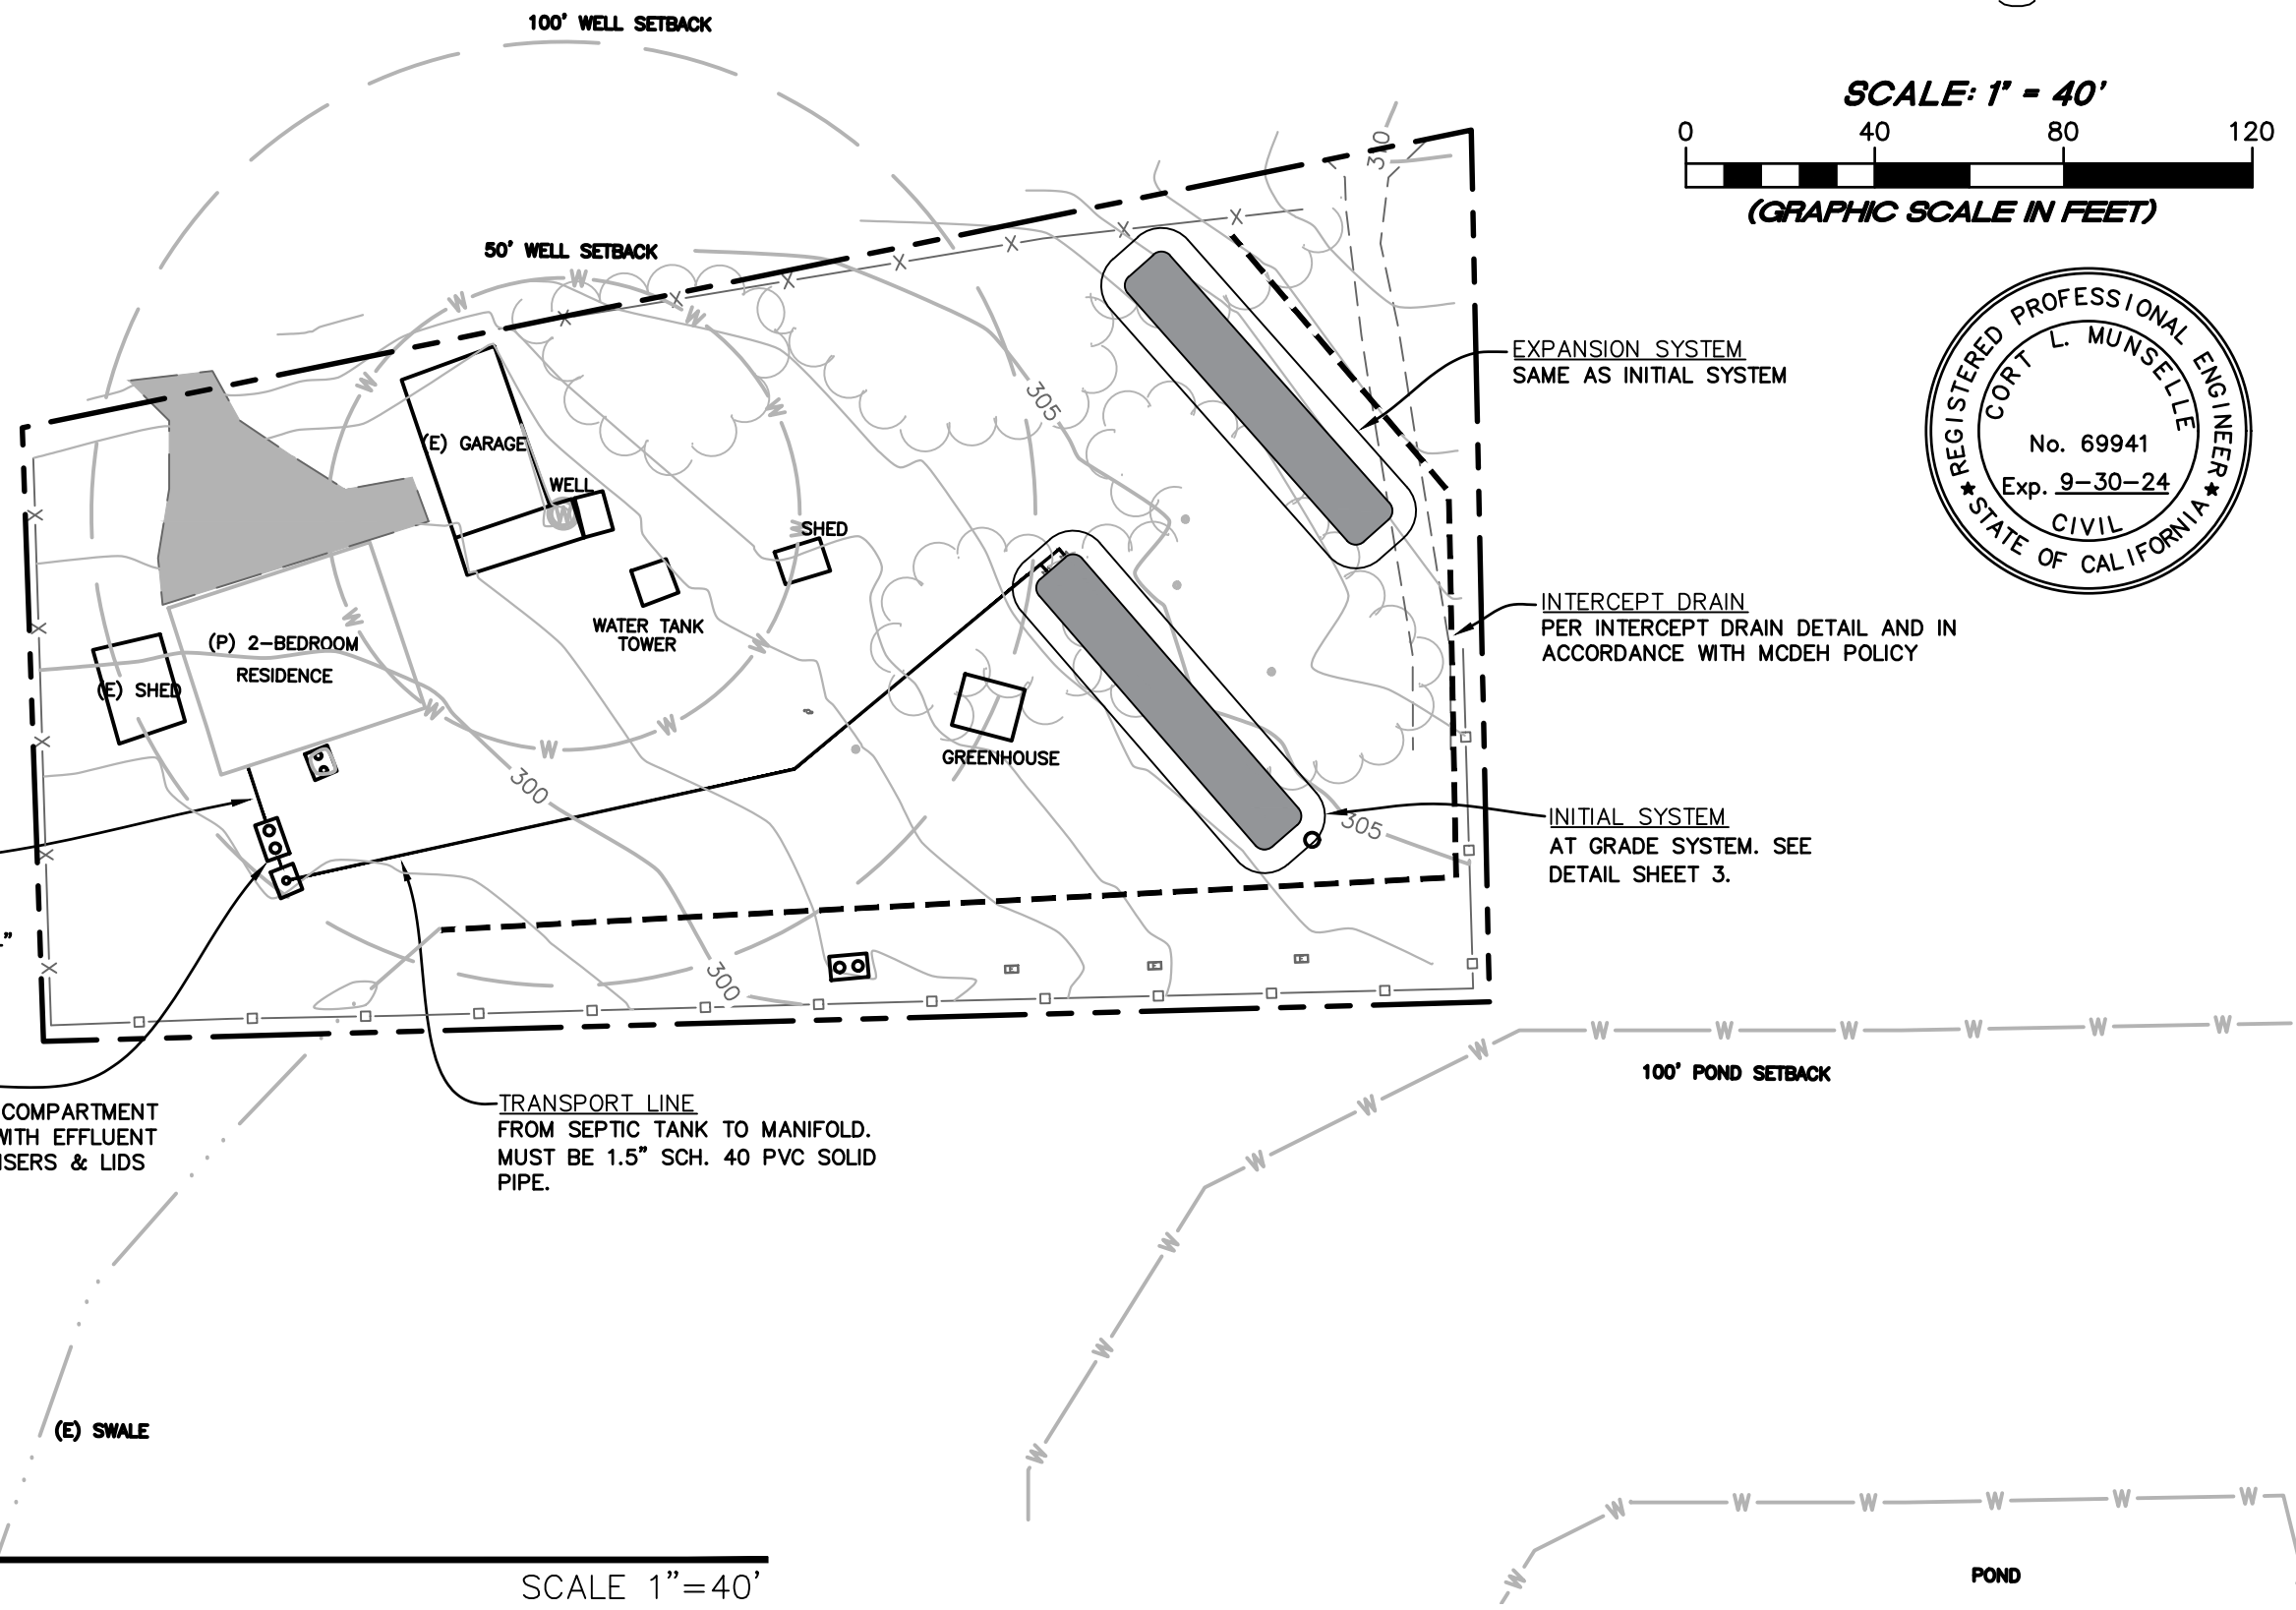 100' WELL SETBACK
SCALE: 1" = 40'
0 40 80 120
(GRAPHIC SCALE IN FEET)
310
50' WELL SETBACK
W
W
W
W
W
W
W
W
W
W
W
X
X
X
X
X
X
X
X
X
X
X
X
REGISTERED PROFESSIONAL ENGINEER
CORT L. MUNSELLE
No. 69941
Exp. 9-30-24
CIVIL
STATE OF CALIFORNIA
EXPANSION SYSTEM
SAME AS INITIAL SYSTEM
305
(E) GARAGE
WELL
W
SHED
INTERCEPT DRAIN
PER INTERCEPT DRAIN DETAIL AND IN
ACCORDANCE WITH MCDEH POLICY
WATER TANK
TOWER
(P) 2-BEDROOM
RESIDENCE
(E) SHED
GREENHOUSE
300
INITIAL SYSTEM
AT GRADE SYSTEM. SEE
DETAIL SHEET 3.
305
300
100' POND SETBACK
W W W W W W
W
W
W
W
W
W
COMPARTMENT
WITH EFFLUENT
ISERS & LIDS
TRANSPORT LINE
FROM SEPTIC TANK TO MANIFOLD.
MUST BE 1.5" SCH. 40 PVC SOLID
PIPE.
(E) SWALE
W W W W W W
W
POND
SCALE 1"=40'